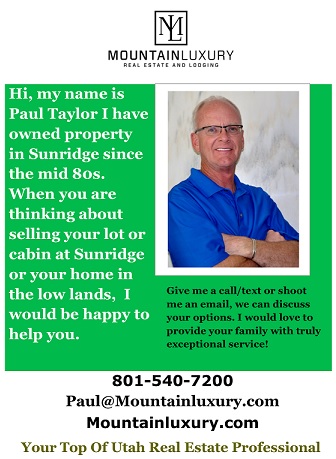 MOUNTAINLUXURY
REAL ESTATE AND LODGING
Hi, my name is
Paul Taylor I have
owned property
in Sunridge since
the mid 80s.
When you are
thinking about
selling your lot or
cabin at Sunridge
or your home in
the low lands, I
would be happy to
help you.
Give me a call/text or shoot
me an email, we can discuss
your options. I would love to
provide your family with truly
exceptional service!
801-540-7200
Paul@Mountainluxury.com
Mountainluxury.com
Your Top Of Utah Real Estate Professional